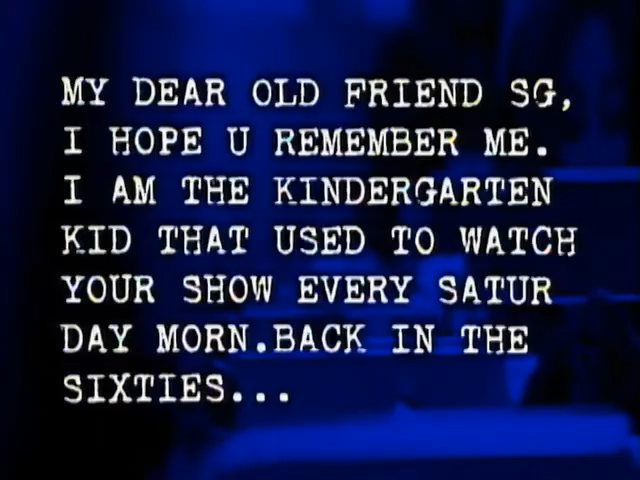 MY DEAR OLD FRIEND SG,
I HOPE U REMEMBER ME.
I AM THE KINDERGARTEN
KID THAT USED TO WATCH
YOUR SHOW EVERY SATUR
DAY MORN.BACK IN THE
SIXTIES...